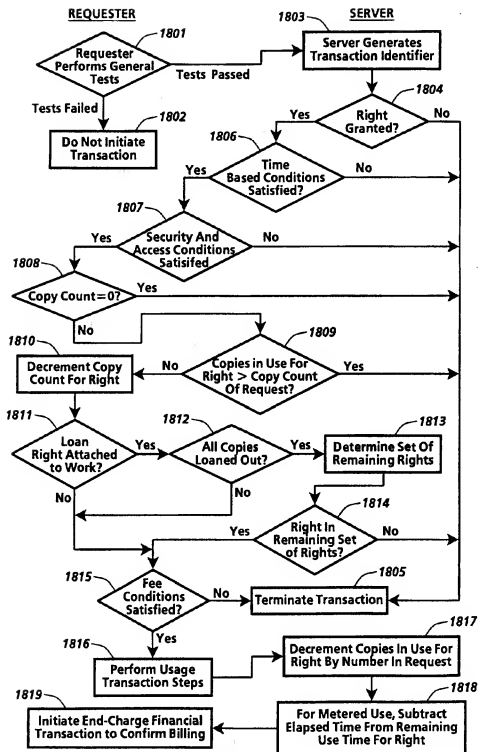 REQUESTER
SERVER
1801
Requester
Performs General
Tests
Tests Passed
Tests Failed
1802
Do Not Initiate
Transaction
1803
Server Generates
Transaction Identifier
1804
Right
Granted?
Yes
No
1806
Time
Based Conditions
Satisfied?
Yes
No
1807
Security And
Access Conditions
Satisifed
Yes
No
1808
Copy Count=0?
Yes
No
1809
Copies in Use For
Right > Copy Count
Of Request?
No
Yes
1810
Decrement Copy
Count For Right
1811
Loan
Right Attached
to Work?
Yes
No
1812
All Copies
Loaned Out?
Yes
No
1813
Determine Set Of
Remaining Rights
1814
Right In
Remaining Set
of Rights?
Yes
No
1815
Fee
Conditions
Satisfied?
No
Yes
1805
Terminate Transaction
1816
Perform Usage
Transaction Steps
1817
Decrement Copies In Use For
Right By Number In Request
1818
For Metered Use, Subtract
Elapsed Time From Remaining
Use Time For Right
1819
Initiate End-Charge Financial
Transaction to Confirm Billing